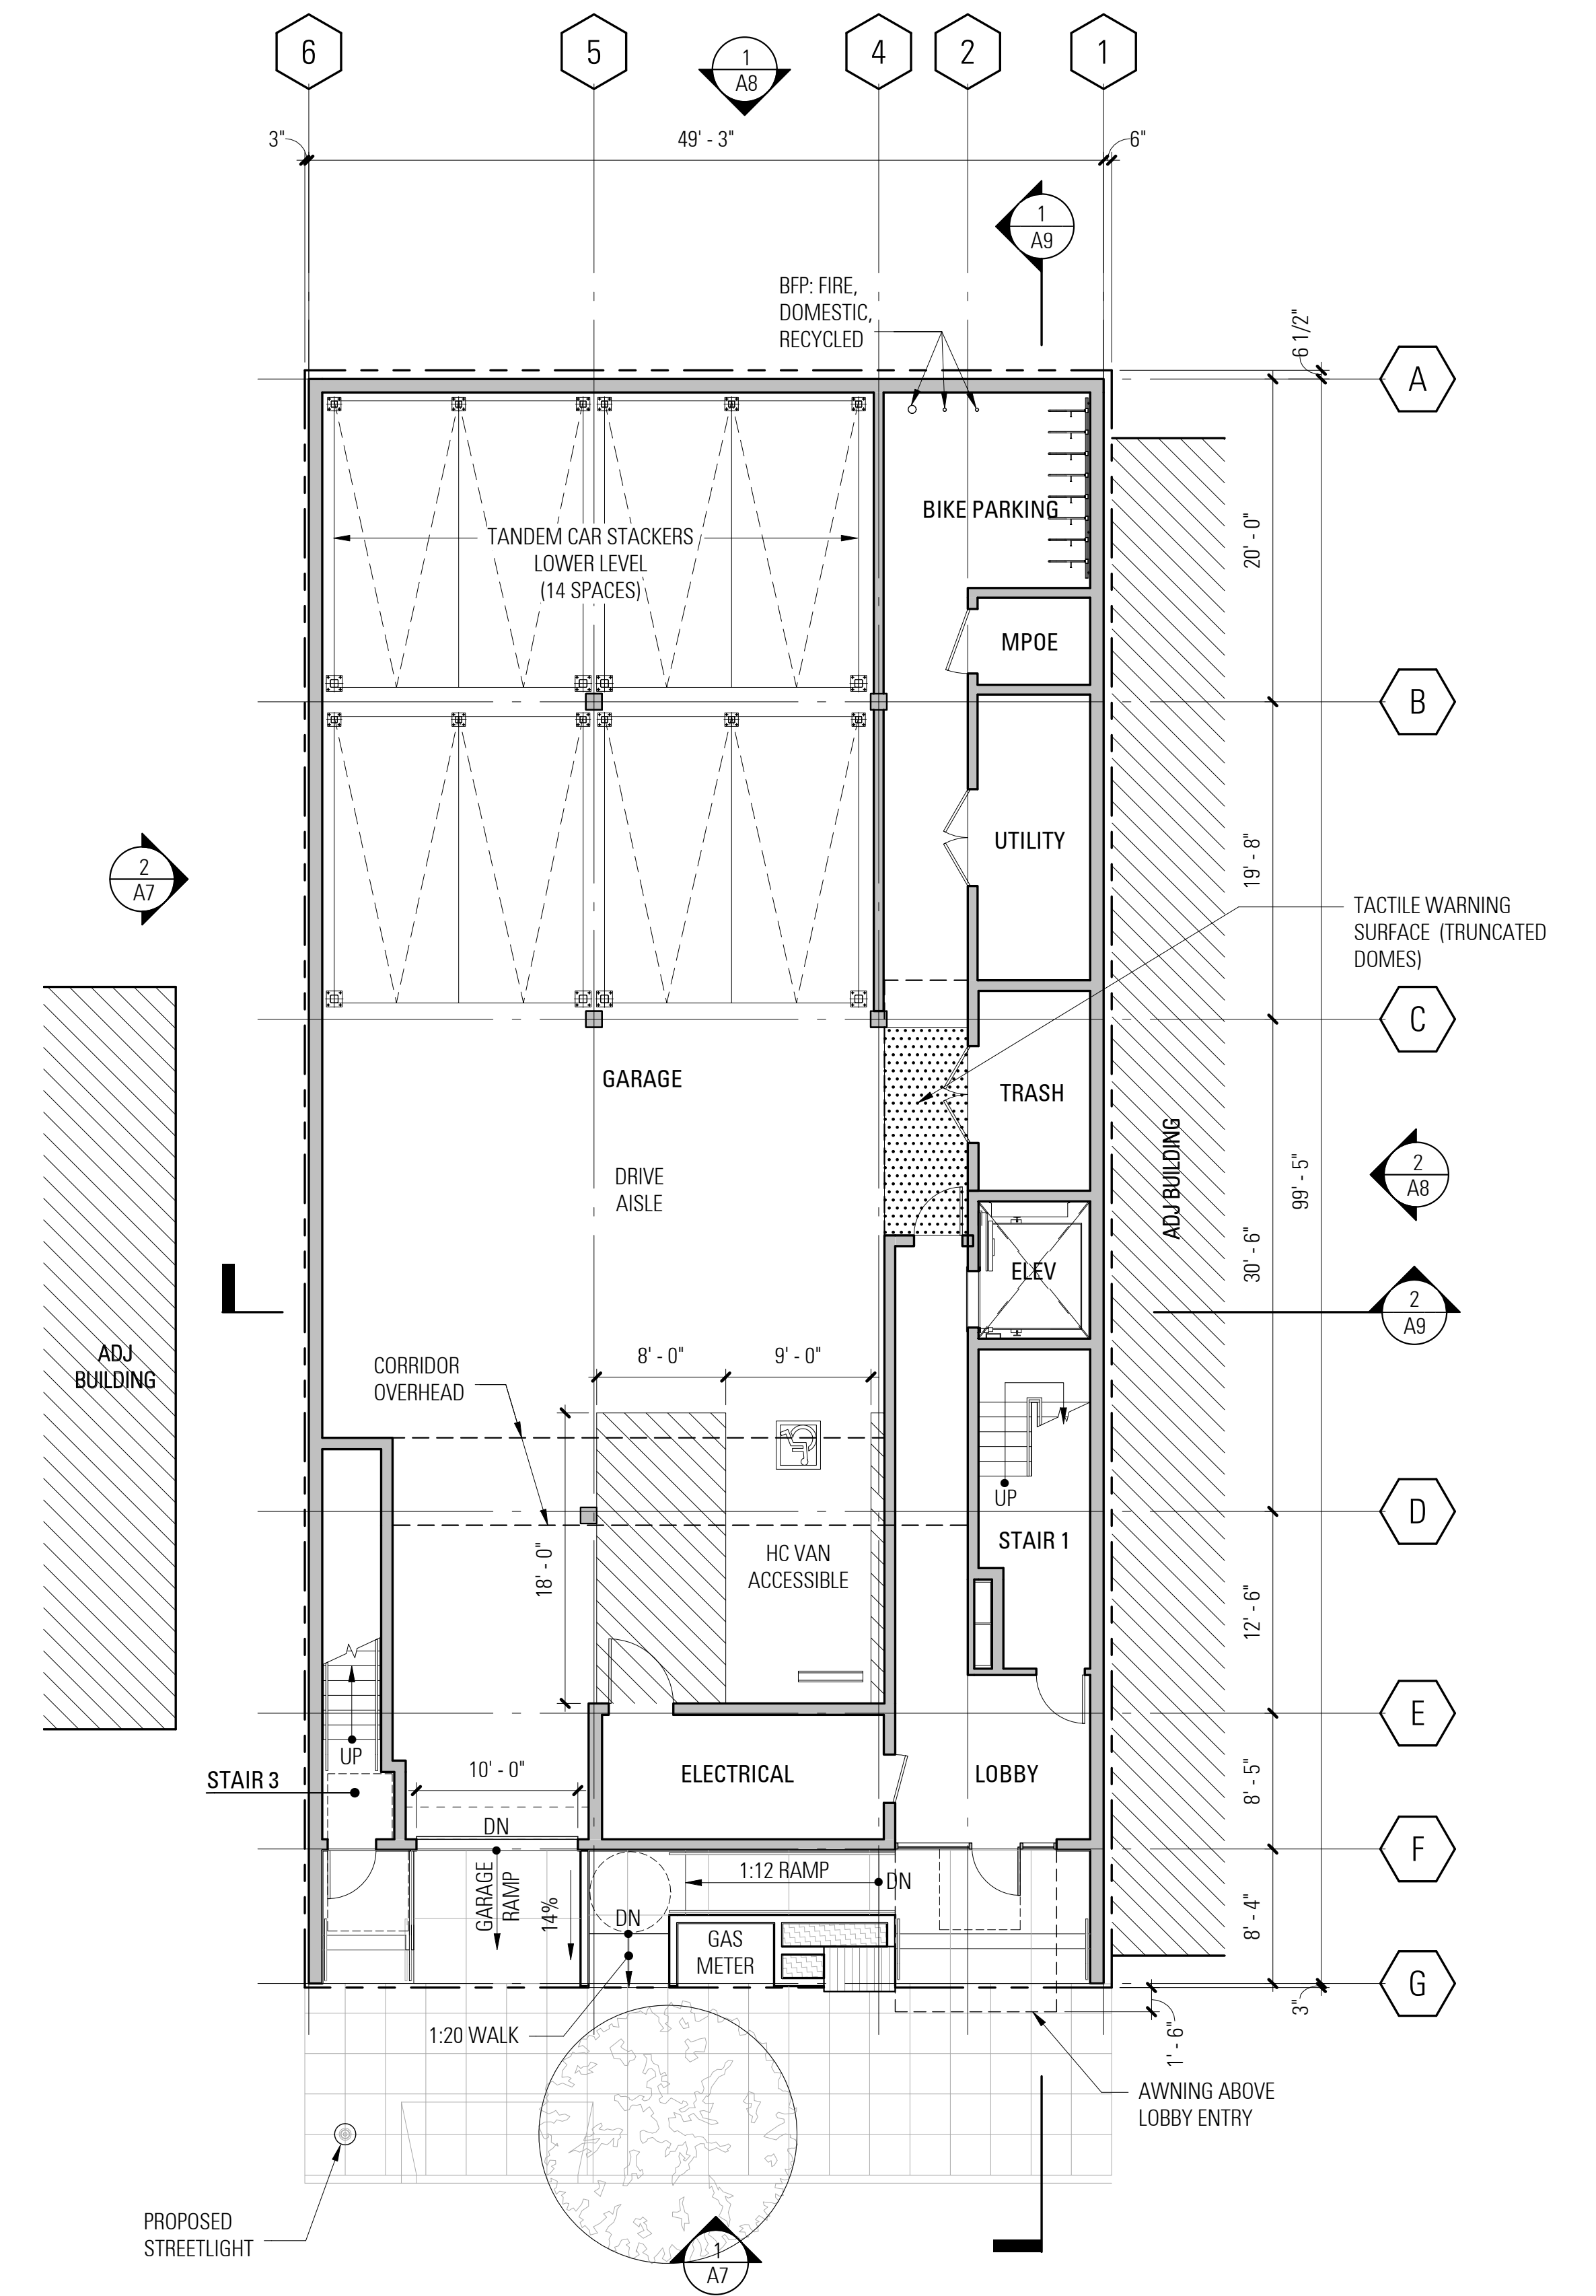 6
5
4
2
1
1
A8
3"
49' - 3"
6"
1
A9
BFP: FIRE,
DOMESTIC,
RECYCLED
6 1/2"
A
BIKE PARKING
20' - 0"
TANDEM CAR STACKERS
LOWER LEVEL
(14 SPACES)
MPOE
B
UTILITY
19' - 8"
2
A7
TACTILE WARNING
SURFACE (TRUNCATED
DOMES)
C
GARAGE
TRASH
DRIVE
AISLE
ADJ BUILDING
99' - 5"
2
A8
30' - 6"
ELEV
2
A9
ADJ
BUILDING
CORRIDOR
OVERHEAD
8' - 0"
9' - 0"
UP
D
STAIR 1
HC VAN
ACCESSIBLE
18' - 0"
12' - 6"
E
UP
STAIR 3
10' - 0"
ELECTRICAL
LOBBY
8' - 5"
DN
F
GARAGE
RAMP
14%
1:12 RAMP
DN
DN
GAS
METER
8' - 4"
G
3"
1:20 WALK
1' - 6"
AWNING ABOVE
LOBBY ENTRY
PROPOSED
STREETLIGHT
1
A7